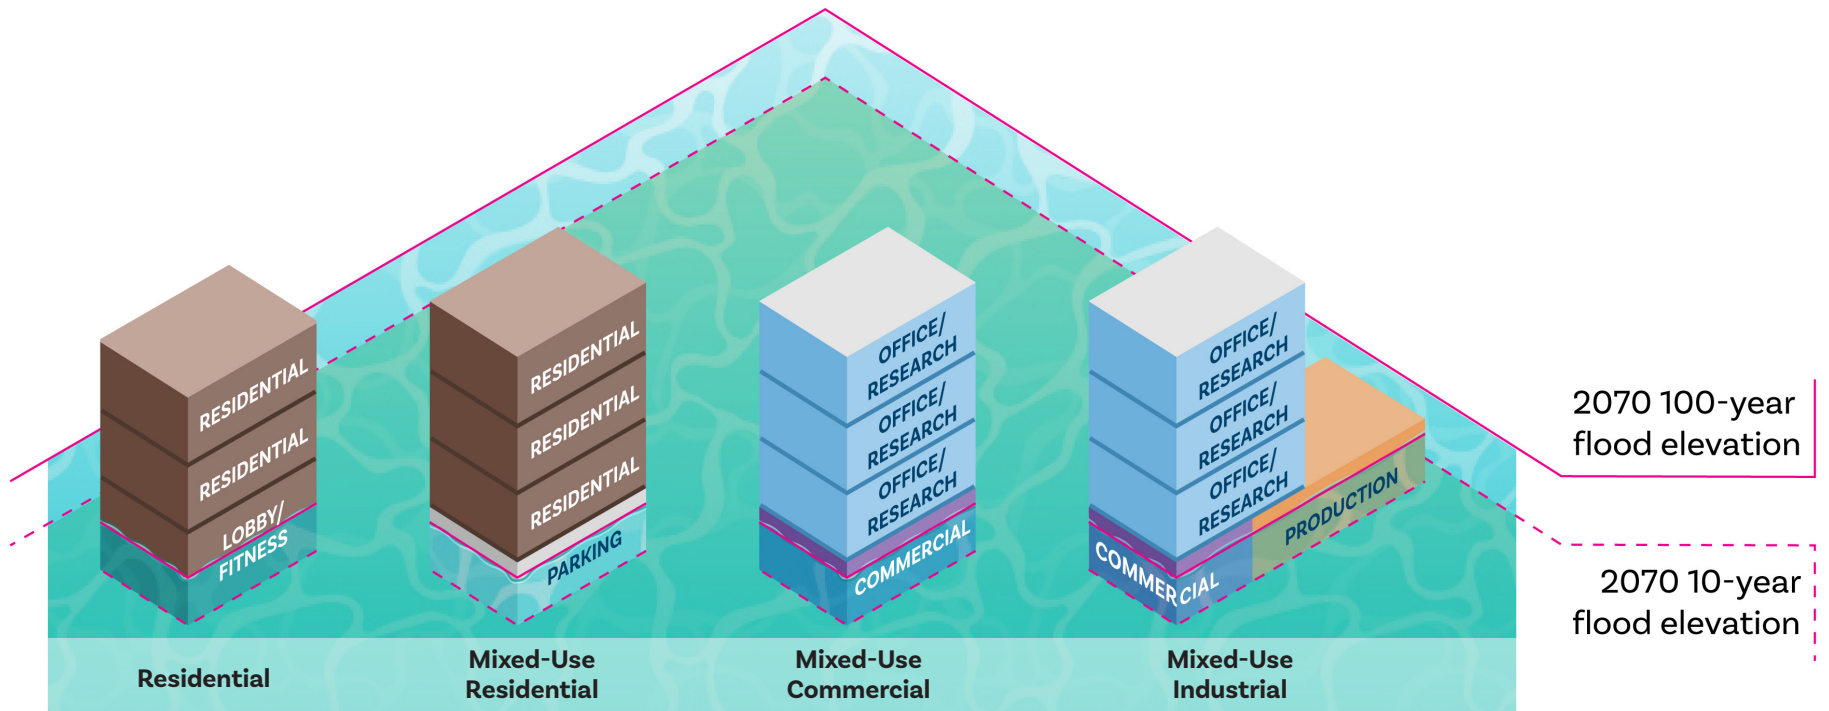 RESIDENTIAL
RESIDENTIAL
LOBBY/
FITNESS
RESIDENTIAL
RESIDENTIAL
RESIDENTIAL
PARKING
OFFICE/
RESEARCH
OFFICE/
RESEARCH
OFFICE/
RESEARCH
COMMERCIAL
OFFICE/
RESEARCH
OFFICE/
RESEARCH
OFFICE/
RESEARCH
COMMERCIAL
PRODUCTION
2070 100-year
flood elevation
2070 10-year
flood elevation
Residential
Mixed-Use
Residential
Mixed-Use
Commercial
Mixed-Use
Industrial